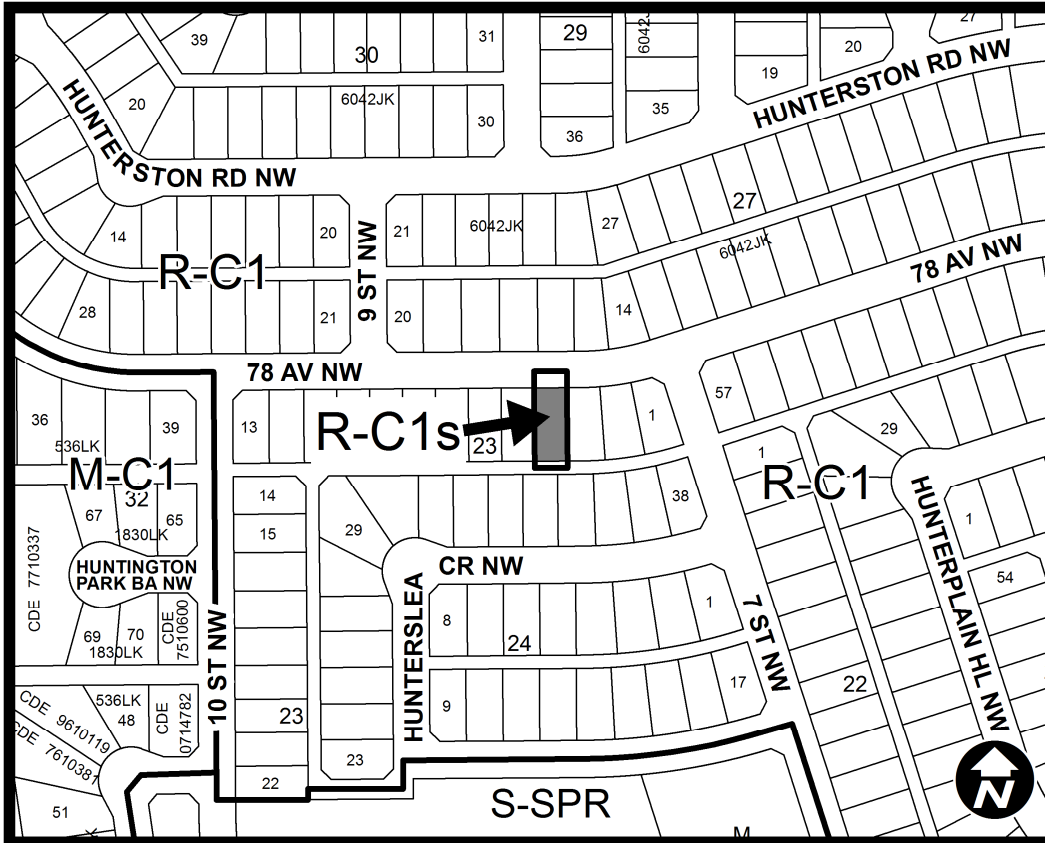 39
30
31
29
6042J
27
20
19
HUNTERSTON RD NW
20
6042JK
30
36
35
HUNTERSTON RD NW
14
20
21
6042JK
27
27
R-C1
9 ST NW
6042JK
78 AV NW
28
21
20
14
78 AV NW
36
39
13
R-C1s
23
1
57
29
536LK
M-C1
32
67
65
1830LK
14
15
29
38
1
R-C1
HUNTERPLAIN HL NW
1
54
CDE 7710337
HUNTINGTON
PARK BA NW
CR NW
HUNTERSLEA
8
24
1
7 ST NW
69
70
1830LK
CDE
7510600
10 ST NW
9
17
22
536LK
48
CDE
0714782
CDE 9610119
CDE 7610381
23
23
22
51
S-SPR
M
N